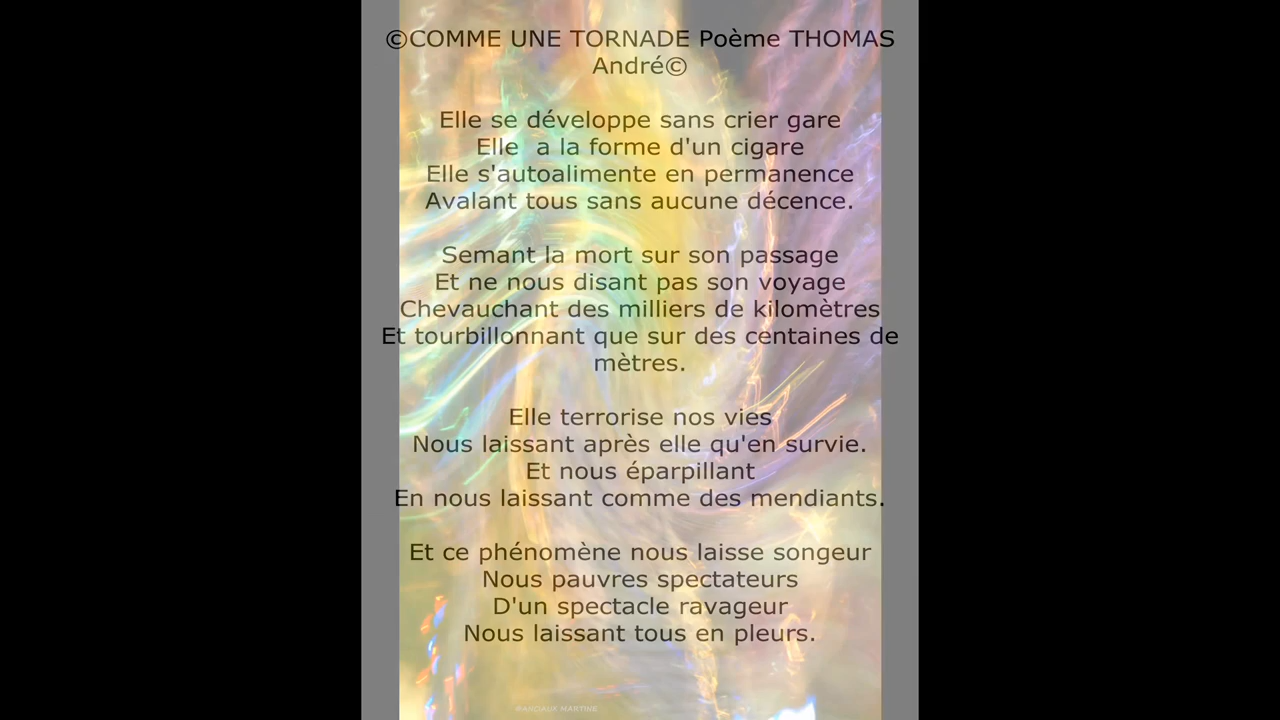 ©COMME UNE TORNADE Poème THOMAS
André©
Elle se développe sans crier gare
Elle  a la forme d'un cigare
Elle s'autoalimente en permanence
Avalant tous sans aucune décence.
Semant la mort sur son passage
Et ne nous disant pas son voyage
Chevauchant des milliers de kilomètres
Et tourbillonnant que sur des centaines de
mètres.
Elle terrorise nos vies
Nous laissant après elle qu'en survie.
Et nous éparpillant
En nous laissant comme des mendiants.
Et ce phénomène nous laisse songeur
Nous pauvres spectateurs
D'un spectacle ravageur
Nous laissant tous en pleurs.
MARTINE